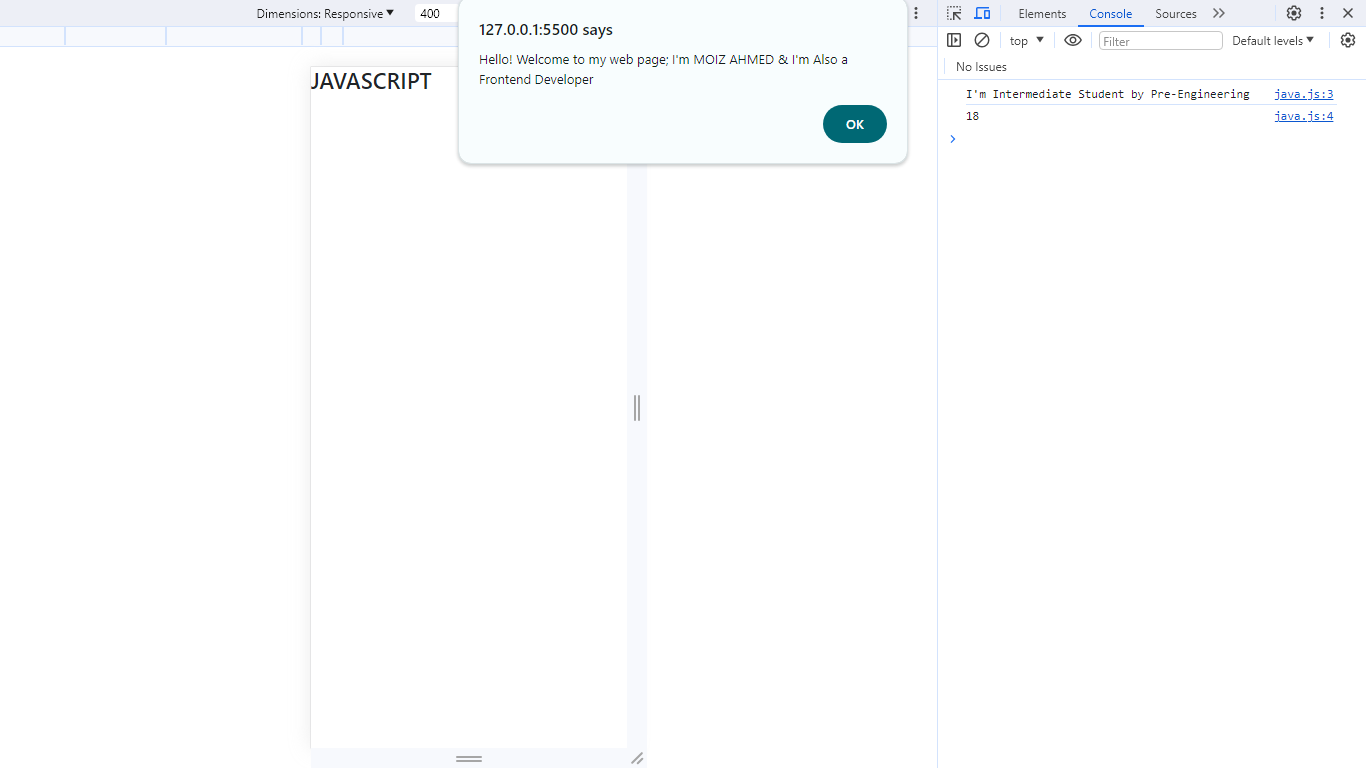 Dimensions: Responsive 400
127.0.0.1:5500 says
Hello! Welcome to my web page; I'm MOIZ AHMED & I'm Also a
Frontend Developer
OK
JAVASCRIPT
Elements Console Sources
top Filter Default levels
No Issues
I'm Intermediate Student by Pre-Engineering java.js:3
18 java.js:4